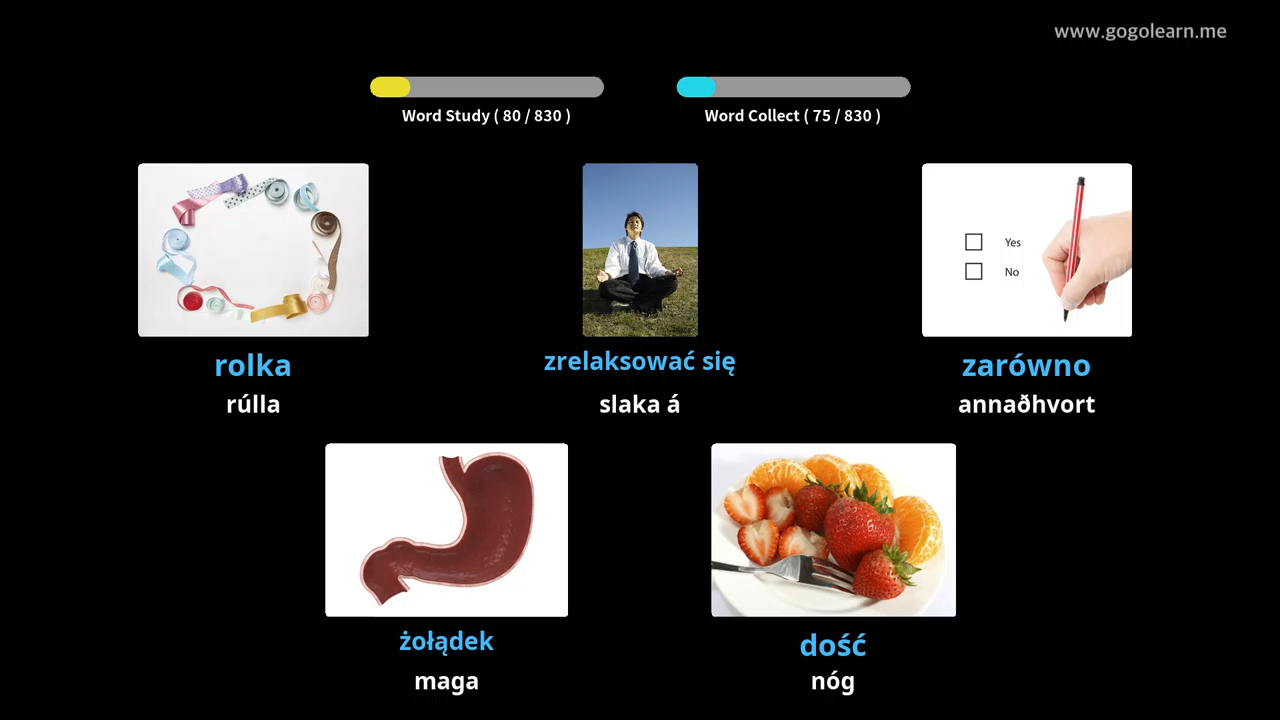 www.gogolearn.me
Word Study ( 80 / 830 )
Word Collect ( 75 / 830 )
Yes
No
rolka
rúlla
zrelaksować się
slaka á
zarówno
annaðhvort
żołądek
maga
dość
nóg